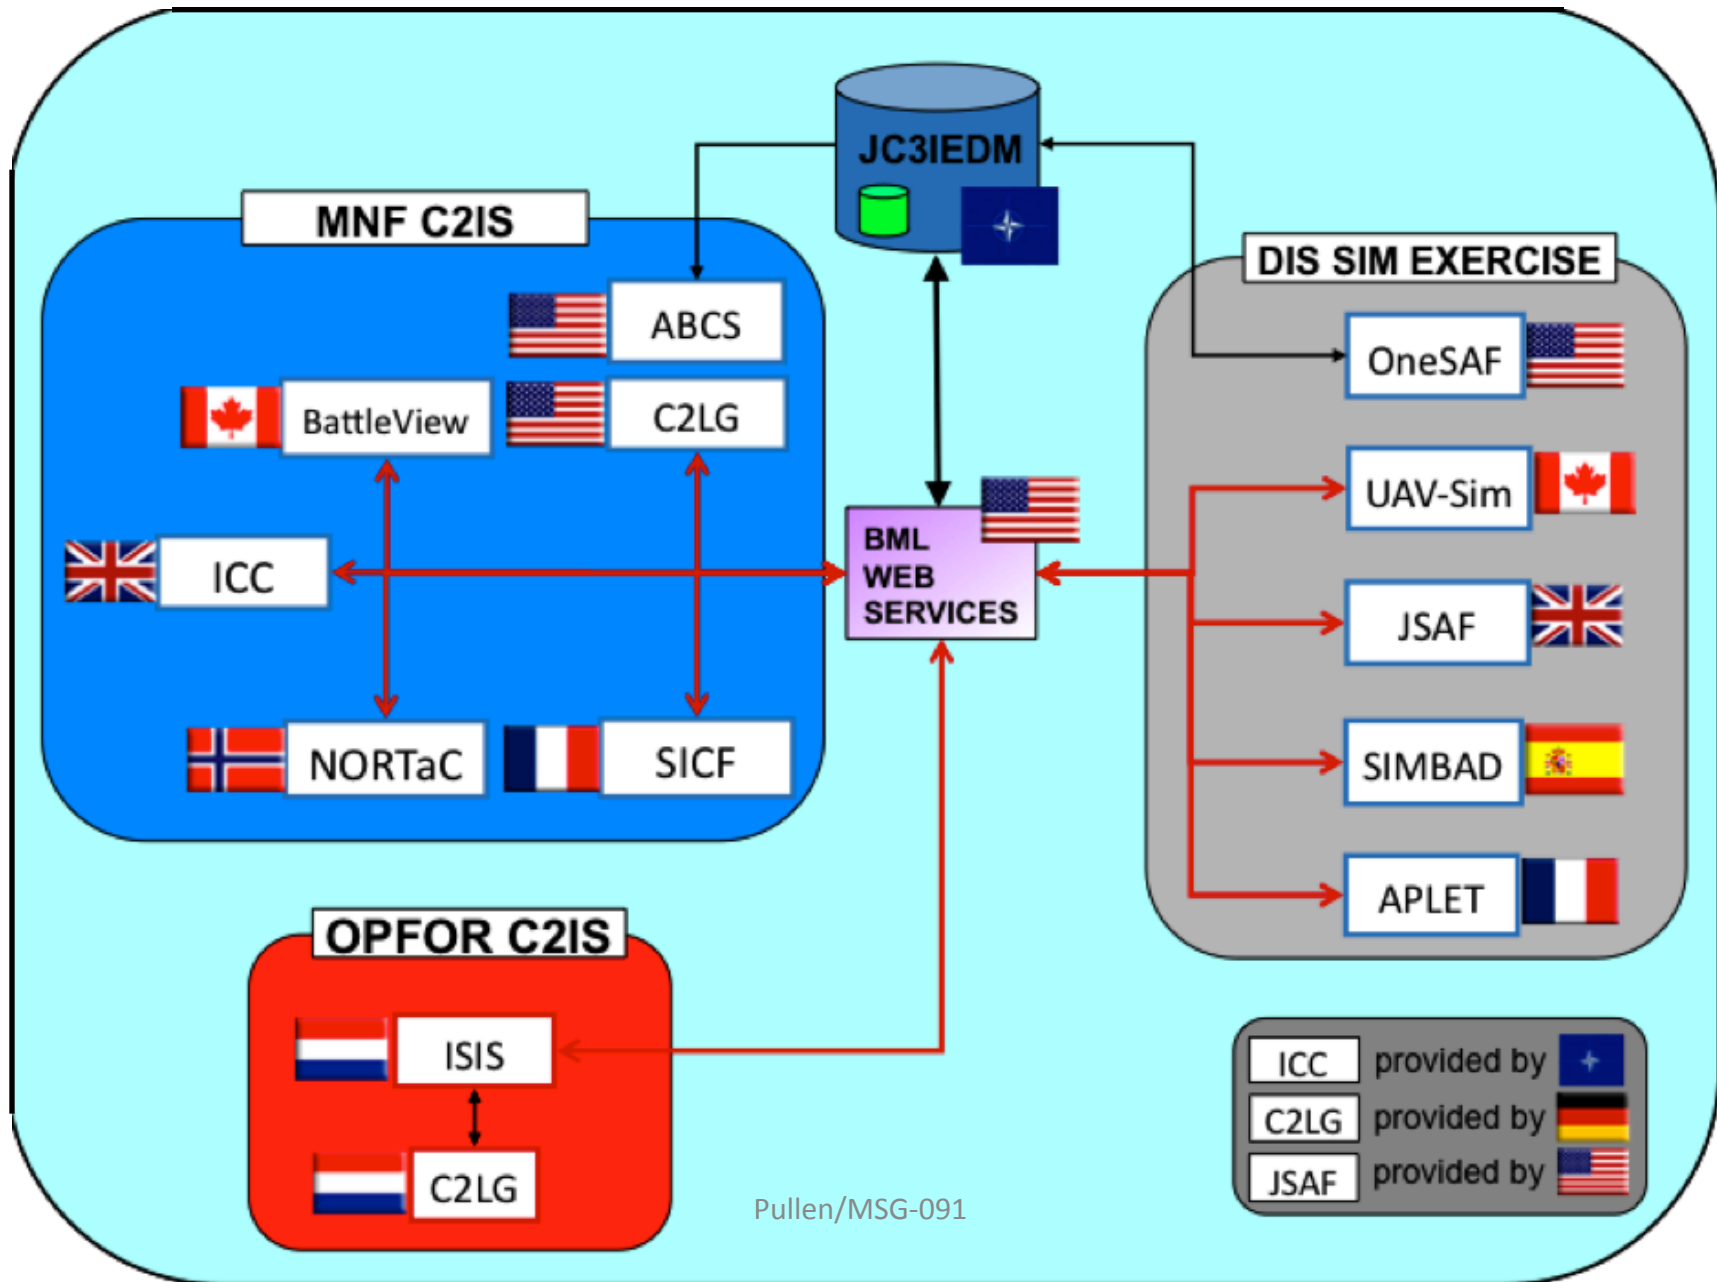 JC3IEDM
MNF C2IS
ABCS
BattleView
C2LG
ICC
NORTaC
SICF
BML
WEB
SERVICES
DIS SIM EXERCISE
OneSAF
UAV-Sim
JSAF
SIMBAD
APLET
OPFOR C2IS
ISIS
C2LG
ICC provided by
C2LG provided by
JSAF provided by
Pullen/MSG-091